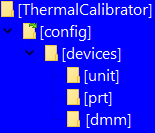 [ThermalCalibrator]
[config]
[devices]
[unit]
[prt]
[dmm]